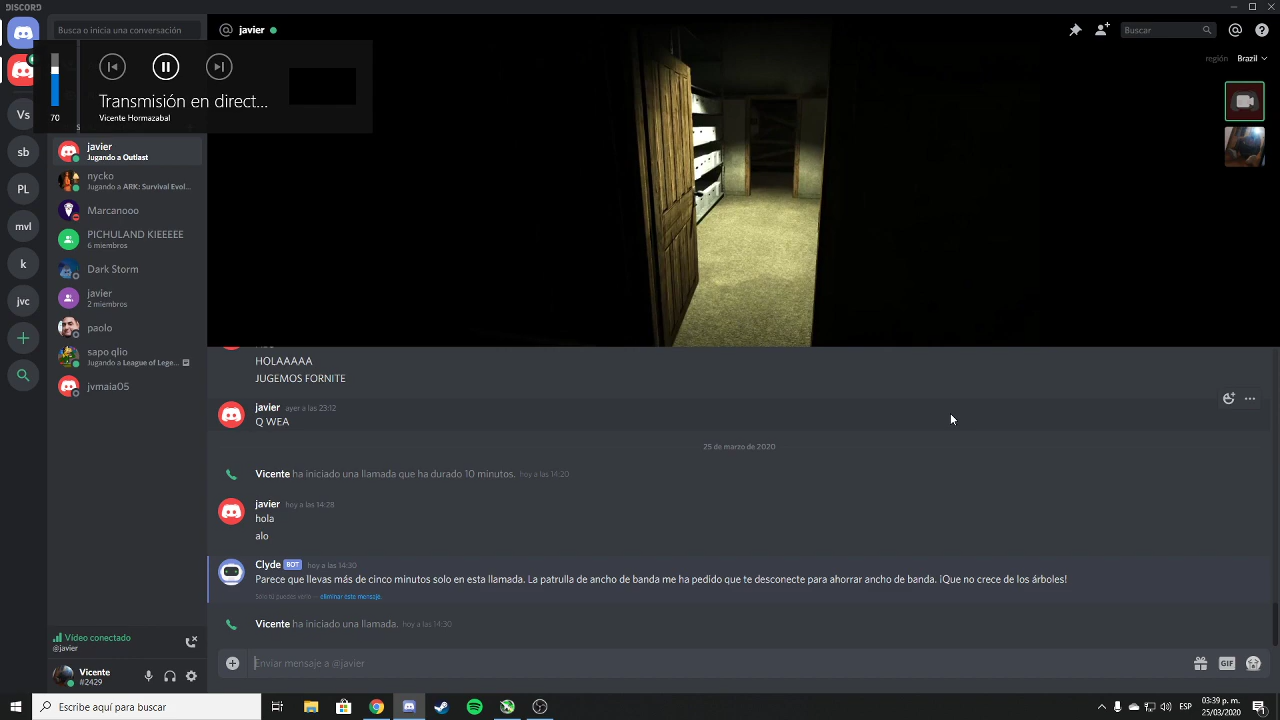 DISCORD
Busca o inicia una conversación
javier
Buscar
región Brazil
Transmisión en direct...
Vicente Hormazabal
70
Vs
sb
PL
mvl
k
jvc
javier
Jugando a Outlast
nycko
Jugando a ARK: Survival Evol...
Marcanooo
PICHULAND KIEEEEE
6 miembros
Dark Storm
javier
2 miembros
paolo
sapo qlio
Jugando a League of Lege...
jvmaia05
HOLAAAAA
JUGEMOS FORNITE
javier ayer a las 23:12
Q WEA
25 de marzo de 2020
Vicente ha iniciado una llamada que ha durado 10 minutos. hoy a las 14:20
javier hoy a las 14:28
hola
alo
Clyde BOT hoy a las 14:30
Parece que llevas más de cinco minutos solo en esta llamada. La patrulla de ancho de banda me ha pedido que te desconecte para ahorrar ancho de banda. ¡Que no crece de los árboles!
Sólo tú puedes verlo — eliminar este mensaje.
Vicente ha iniciado una llamada. hoy a las 14:30
Enviar mensaje a @javier
GIF
Vídeo conectado
@javier
Vicente
#2429
Escribe aquí para buscar
ESP
03:39 p. m.
25/03/2020